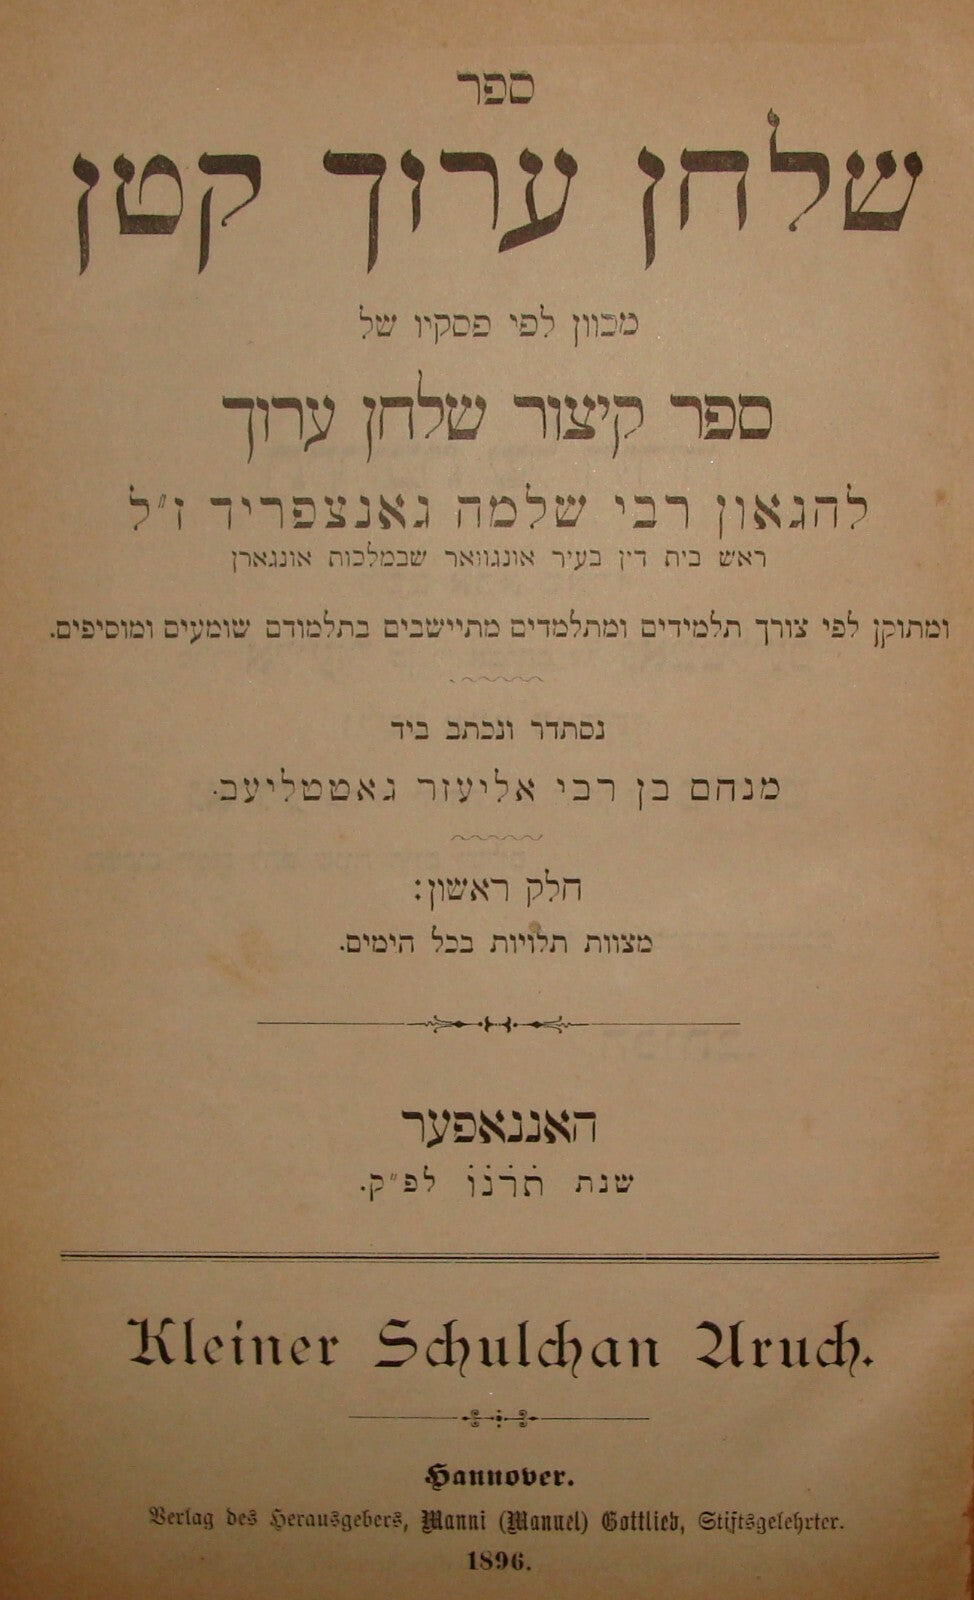 ספר
שלחן ערוך קטן
מכוון לפי פסקיו של
ספר קיצור שלחן ערוך
להגאון רבי שלמה גאנצפריד ז״ל
ראש בית דין בעיר אונגוואר שבמלכות אונגארן
ומתוקן לפי צורך תלמידים ומתלמדים מתיישבים בתלמודם שומעים ומוסיפים.
נסתדר ונכתב ביד
מנחם בן רבי אליעזר גאטטליעב.
חלק ראשון:
מצוות תלויות בכל הימים.
האננאפער
שנת תׄרׄנׄוׄ לפ״ק.
Kleiner Schulchan Aruch.
Hannover.
Verlag des Herausgebers, Manni (Manuel) Gottlieb, Stiftsgelehrter.
1896.